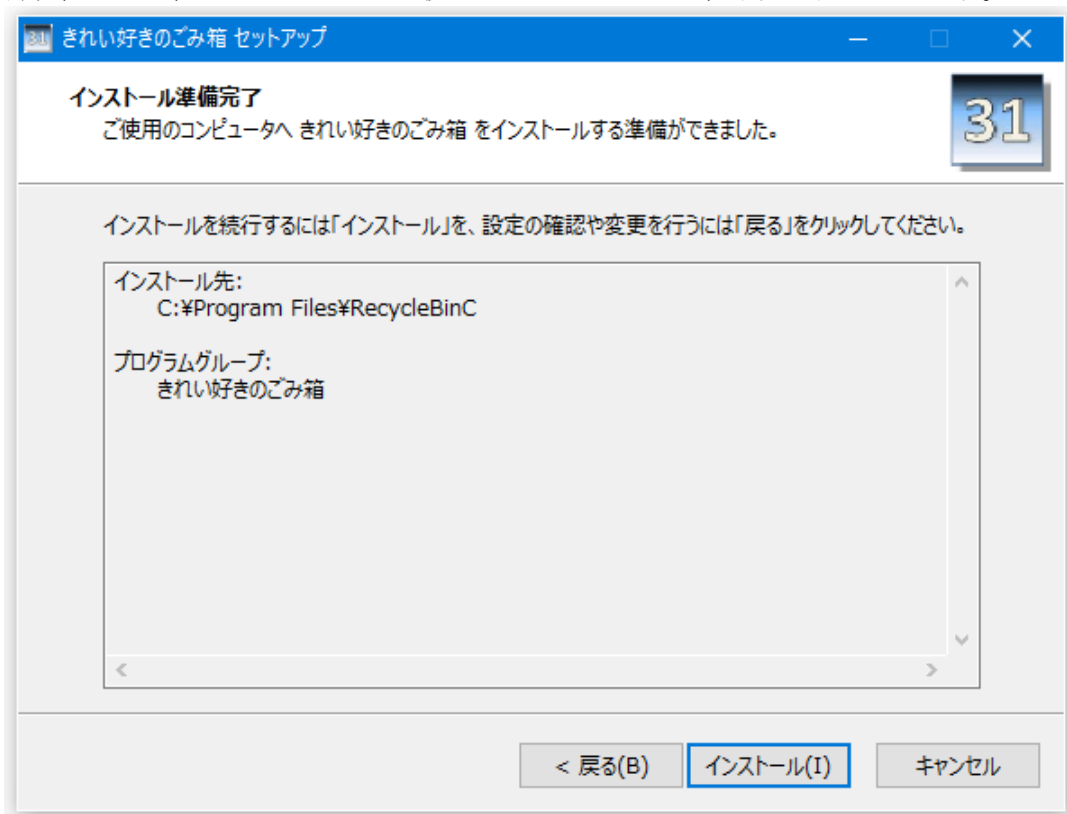 31 きれい好きのごみ箱 セットアップ
インストール準備完了
ご使用のコンピュータへ きれい好きのごみ箱 をインストールする準備ができました。
31
インストールを続行するには「インストール」を、設定の確認や変更を行うには「戻る」をクリックしてください。
インストール先:
C:¥Program Files¥RecycleBinC
プログラムグループ:
きれい好きのごみ箱
< 戻る(B) インストール(I) キャンセル